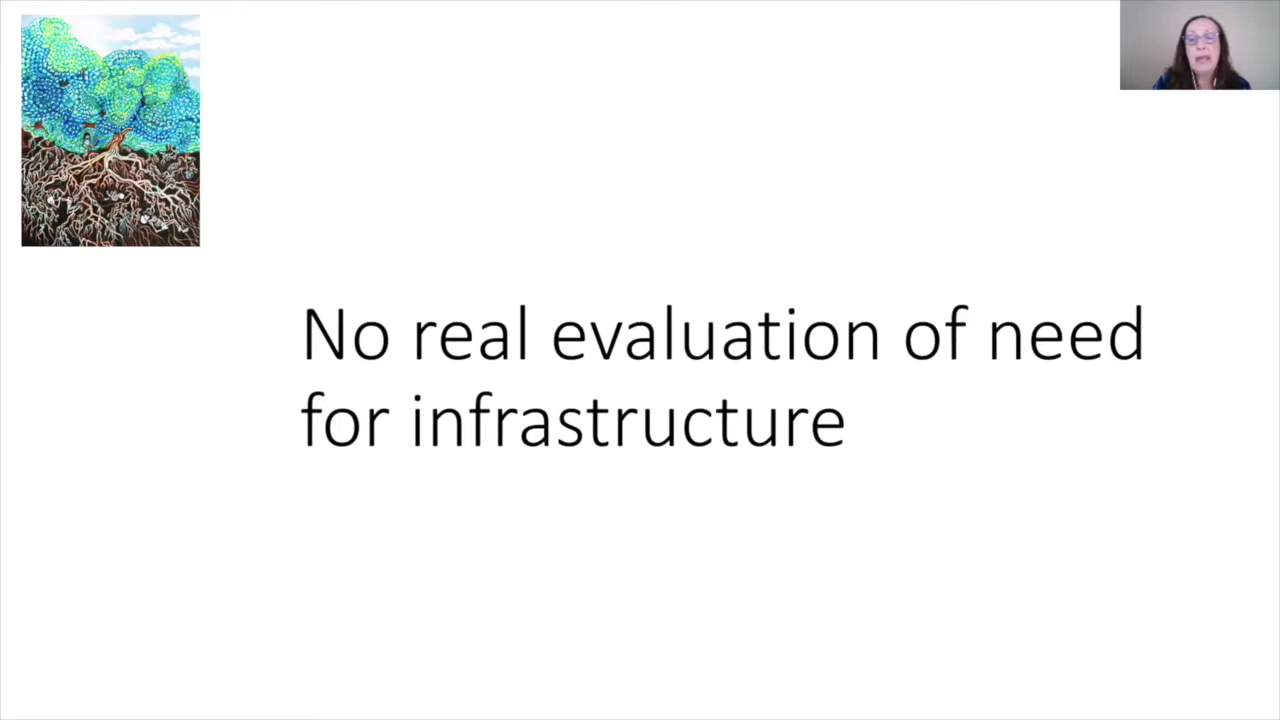 No real evaluation of need
for infrastructure